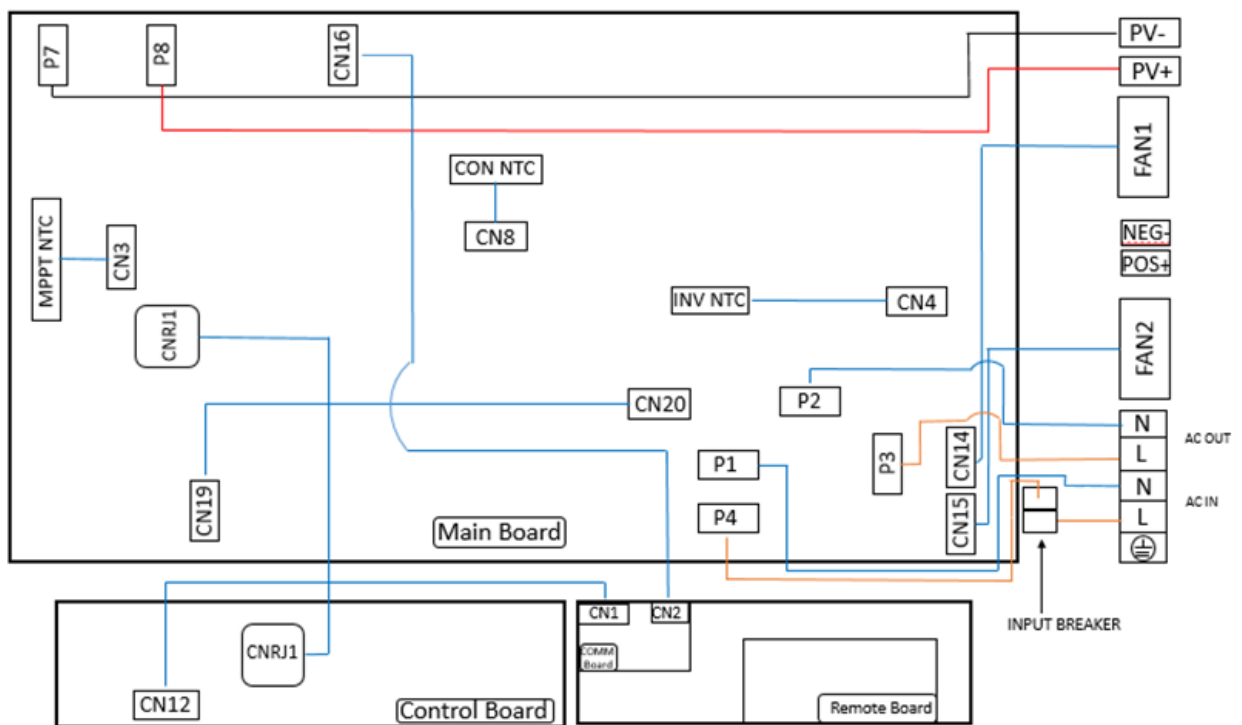 P7
P8
CN16
PV-
PV+
FAN1
CON NTC
CN8
MPPT NTC
CN3
NEG-
POS+
INV NTC
CN4
CNRJ1
FAN2
P2
CN20
N
AC OUT
L
P3
CN14
P1
N
AC IN
L
CN19
P4
CN15
Main Board
INPUT BREAKER
CN1
CN2
COMM
Board
CNRJ1
CN12
Control Board
Remote Board